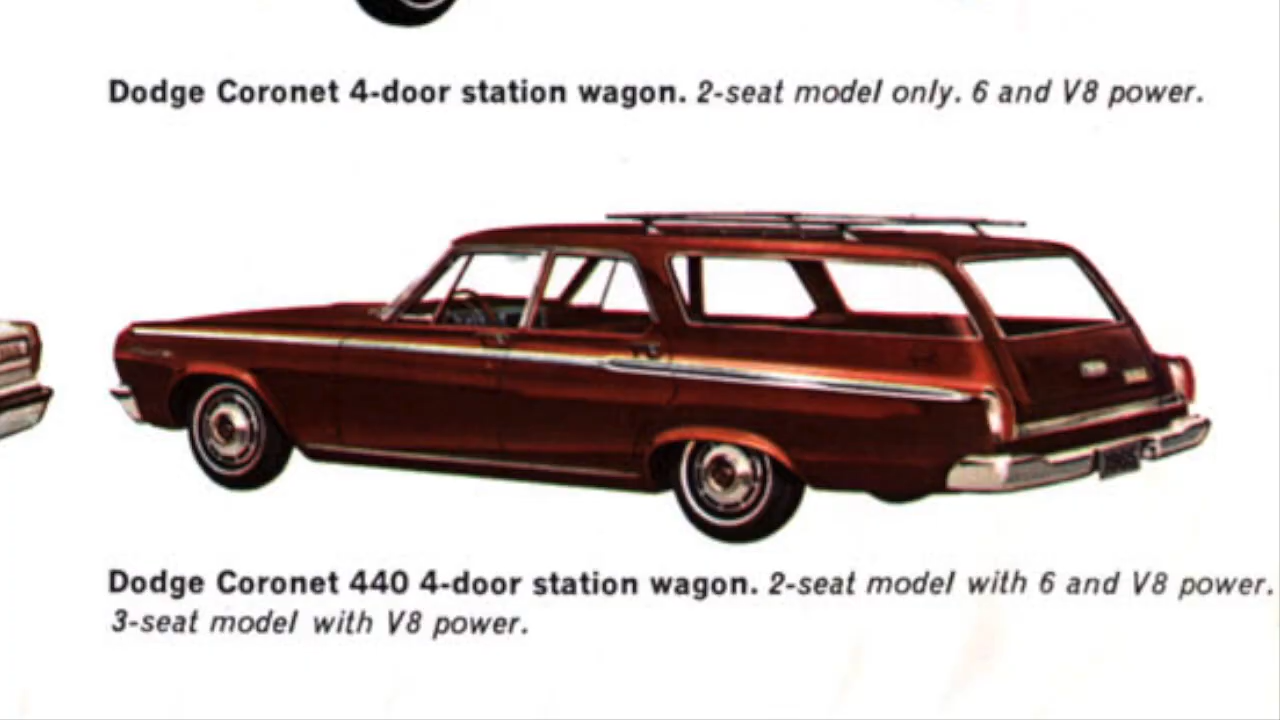 Dodge Coronet 4-door station wagon. 2-seat model only. 6 and V8 power.
Dodge Coronet 440 4-door station wagon. 2-seat model with 6 and V8 power.
3-seat model with V8 power.